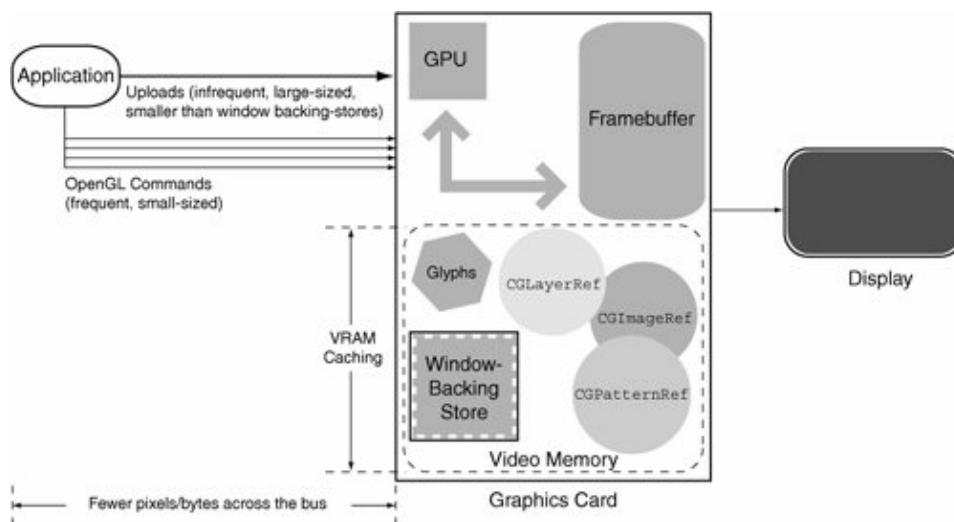 Application
Uploads (infrequent, large-sized,
smaller than window backing-stores)
OpenGL Commands
(frequent, small-sized)
GPU
Framebuffer
Display
VRAM
Caching
Glyphs
CGLayerRef
CGImageRef
CGPatternRef
Window-
Backing
Store
Video Memory
Graphics Card
Fewer pixels/bytes across the bus